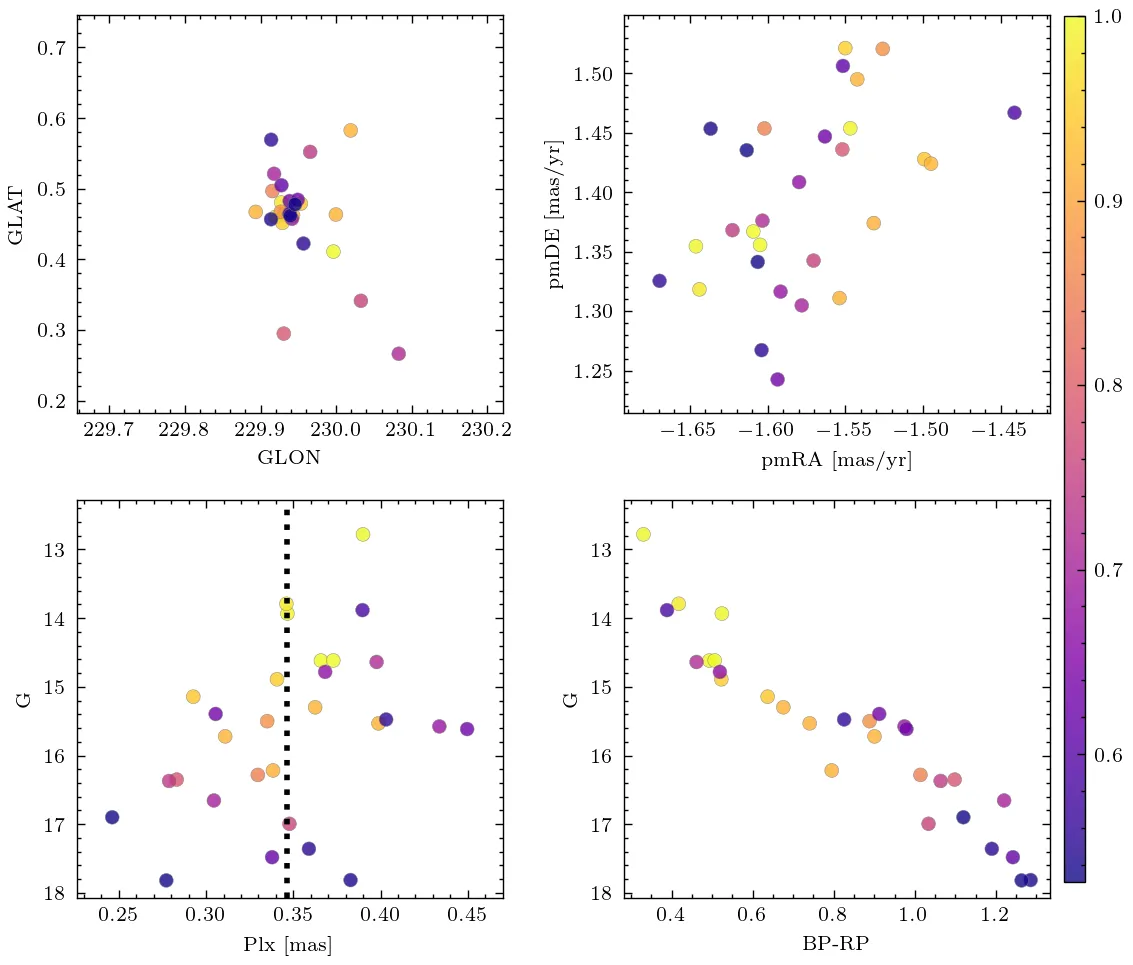 0.7
0.6
0.5
0.4
0.3
0.2
GLAT
229.7 229.8 229.9 230.0 230.1 230.2
GLON
1.50
1.45
1.40
1.35
1.30
1.25
pmDE [mas/yr]
−1.65 −1.60 −1.55 −1.50 −1.45
pmRA [mas/yr]
1.0
0.9
0.8
0.7
0.6
13
14
15
16
17
18
G
0.25 0.30 0.35 0.40 0.45
Plx [mas]
13
14
15
16
17
18
G
0.4 0.6 0.8 1.0 1.2
BP-RP